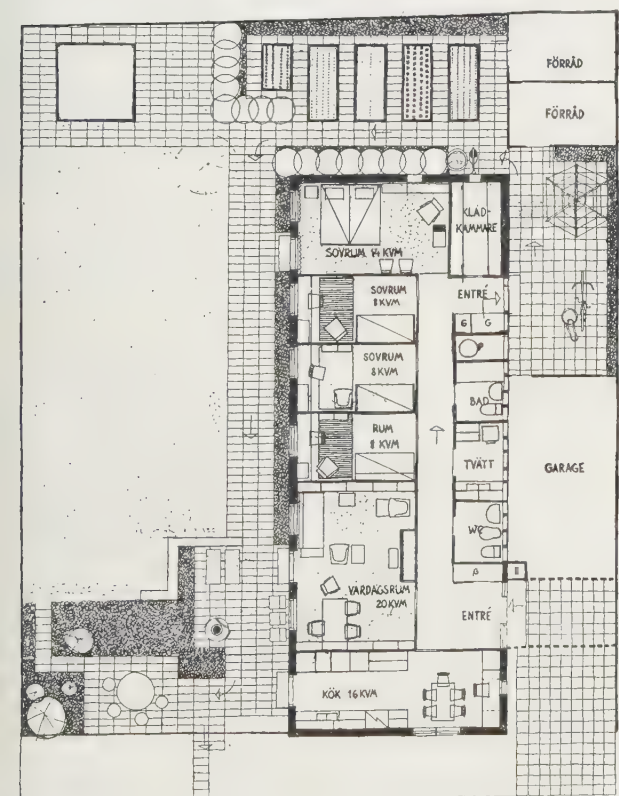 FÖRRÅD
FÖRRÅD
KLÄD-
KAMMARE
SOVRUM 14 KVM
SOVRUM
8 KVM
ENTRÉ
G G
SOVRUM
8 KVM
BAD
RUM
8 KVM
TVÄTT
GARAGE
WC
VARDAGSRUM
20 KVM
ENTRÉ
KÖK 16 KVM